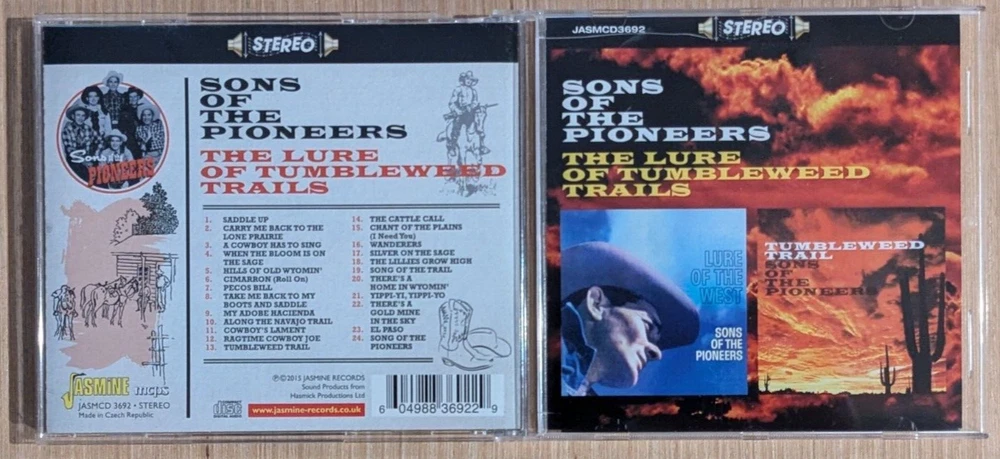 STEREO
SONS
OF
THE
PIONEERS
THE LURE
OF TUMBLEWEED
TRAILS
Sons of the
PIONEERS
1. SADDLE UP
2. CARRY ME BACK TO THE
LONE PRAIRIE
3. A COWBOY HAS TO SING
4. WHEN THE BLOOM IS ON
THE SAGE
5. HILLS OF OLD WYOMIN'
6. CIMARRON (Roll On)
7. PECOS BILL
8. TAKE ME BACK TO MY
BOOTS AND SADDLE
9. MY ADOBE HACIENDA
10. ALONG THE NAVAJO TRAIL
11. COWBOY'S LAMENT
12. RAGTIME COWBOY JOE
13. TUMBLEWEED TRAIL
14. THE CATTLE CALL
15. CHANT OF THE PLAINS
(I Need You)
16. WANDERERS
17. SILVER ON THE SAGE
18. THE LILLIES GROW HIGH
19. SONG OF THE TRAIL
20. THERE'S A
HOME IN WYOMIN'
21. YIPPI-YI, YIPPI-YO
22. THERE'S A
GOLD MINE
IN THE SKY
23. EL PASO
24. SONG OF THE
PIONEERS
JASMINE mcps
JASMCD 3692 • STEREO
Made in Czech Republic
℗©2015 JASMINE RECORDS
Sound Products from
Hasmick Productions Ltd
COMPACT
disc
DIGITAL AUDIO
www.jasmine-records.co.uk
6 04988 36922 9
JASMCD3692
STEREO
SONS
OF
THE
PIONEERS
THE LURE
OF TUMBLEWEED
TRAILS
LURE
OF THE
WEST
SONS
OF THE
PIONEERS
TUMBLEWEED
TRAIL
SONS
OF
THE
PIONEERS